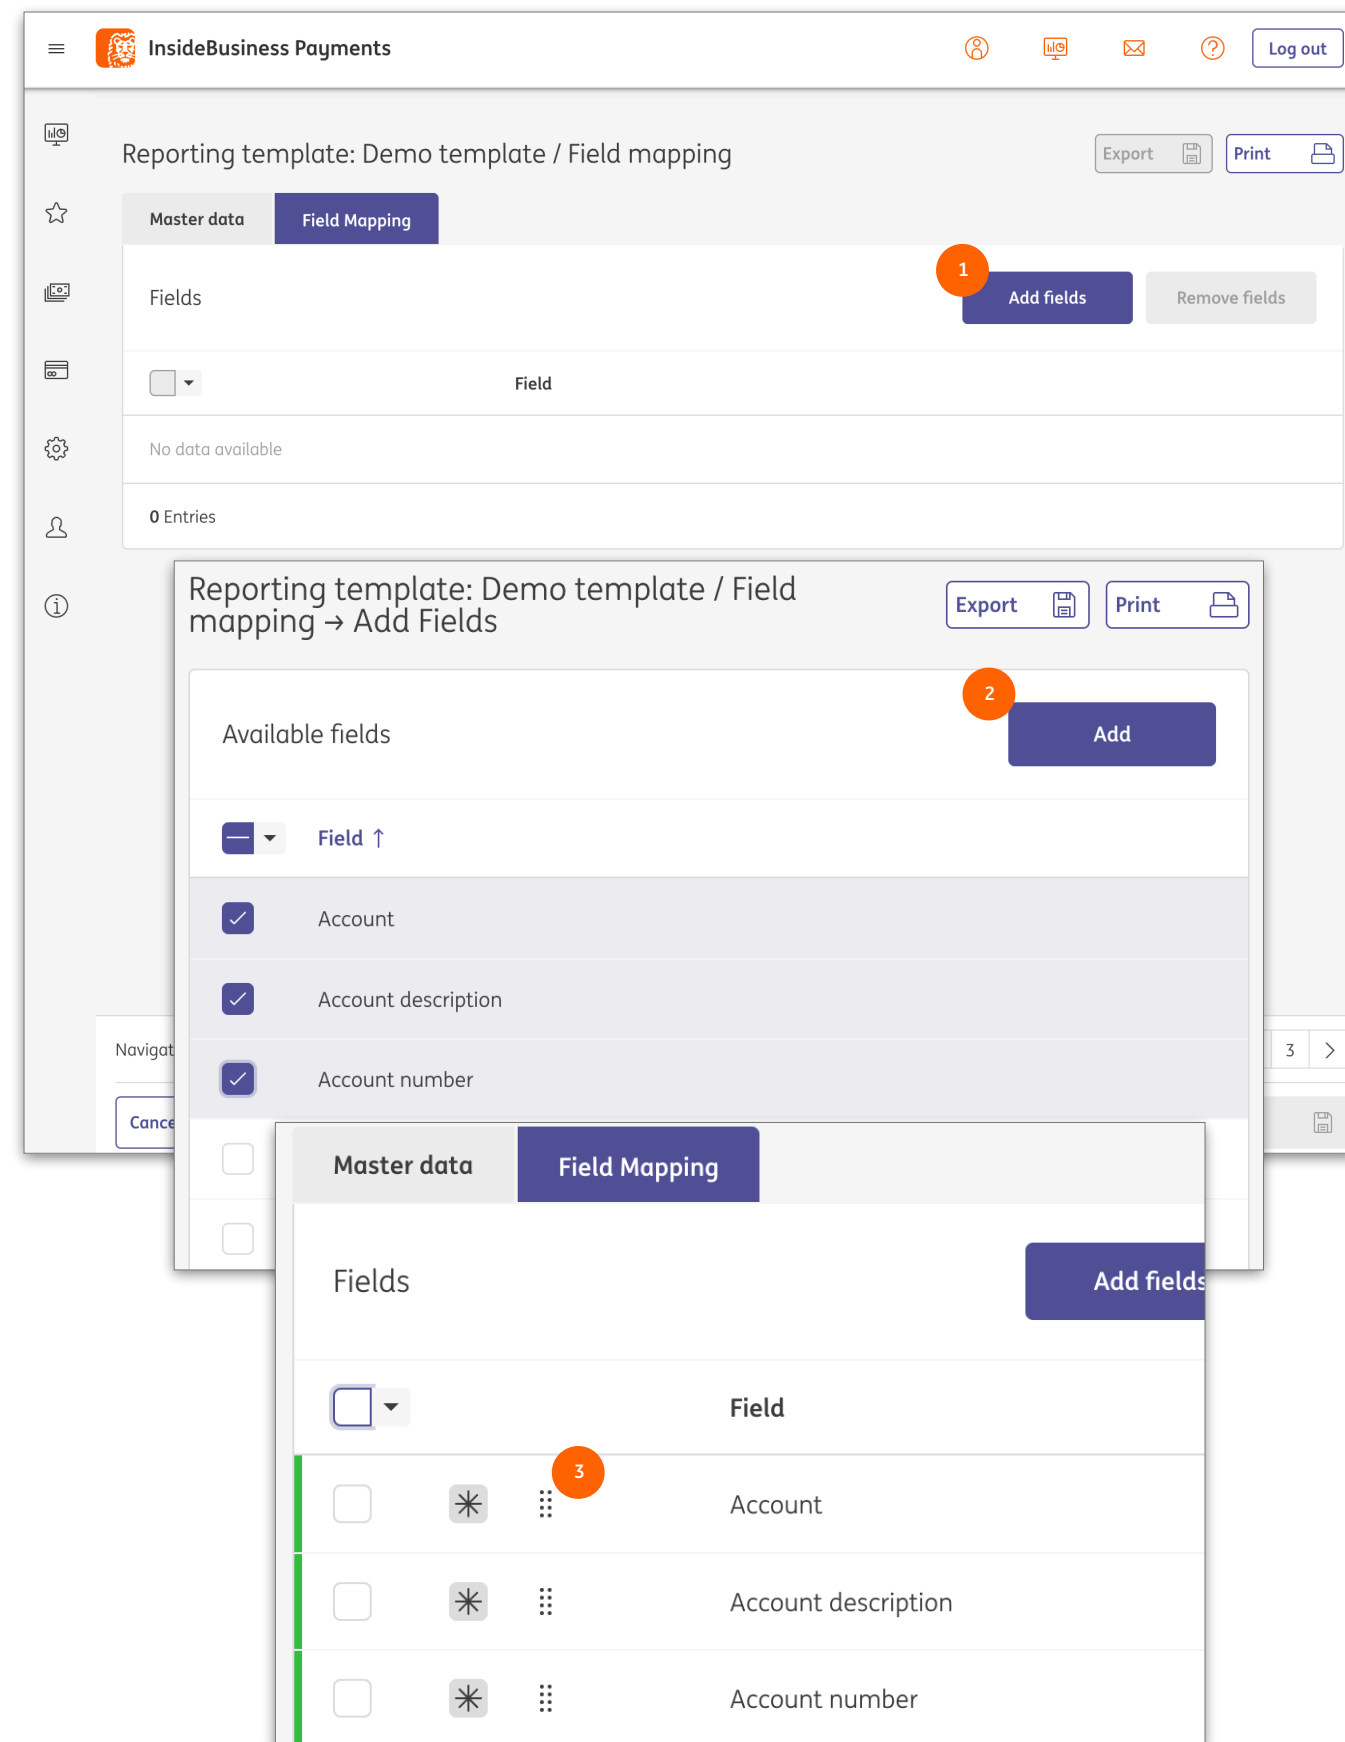 InsideBusiness Payments
Log out
Reporting template: Demo template / Field mapping
Export
Print
Master data
Field Mapping
1
Fields
Add fields
Remove fields
Field
No data available
0 Entries
Reporting template: Demo template / Field
mapping → Add Fields
Export
Print
2
Available fields
Add
Field ↑
Account
Account description
Navigat
3
Account number
Cance
Master data
Field Mapping
Fields
Add fields
Field
3
Account
Account description
Account number